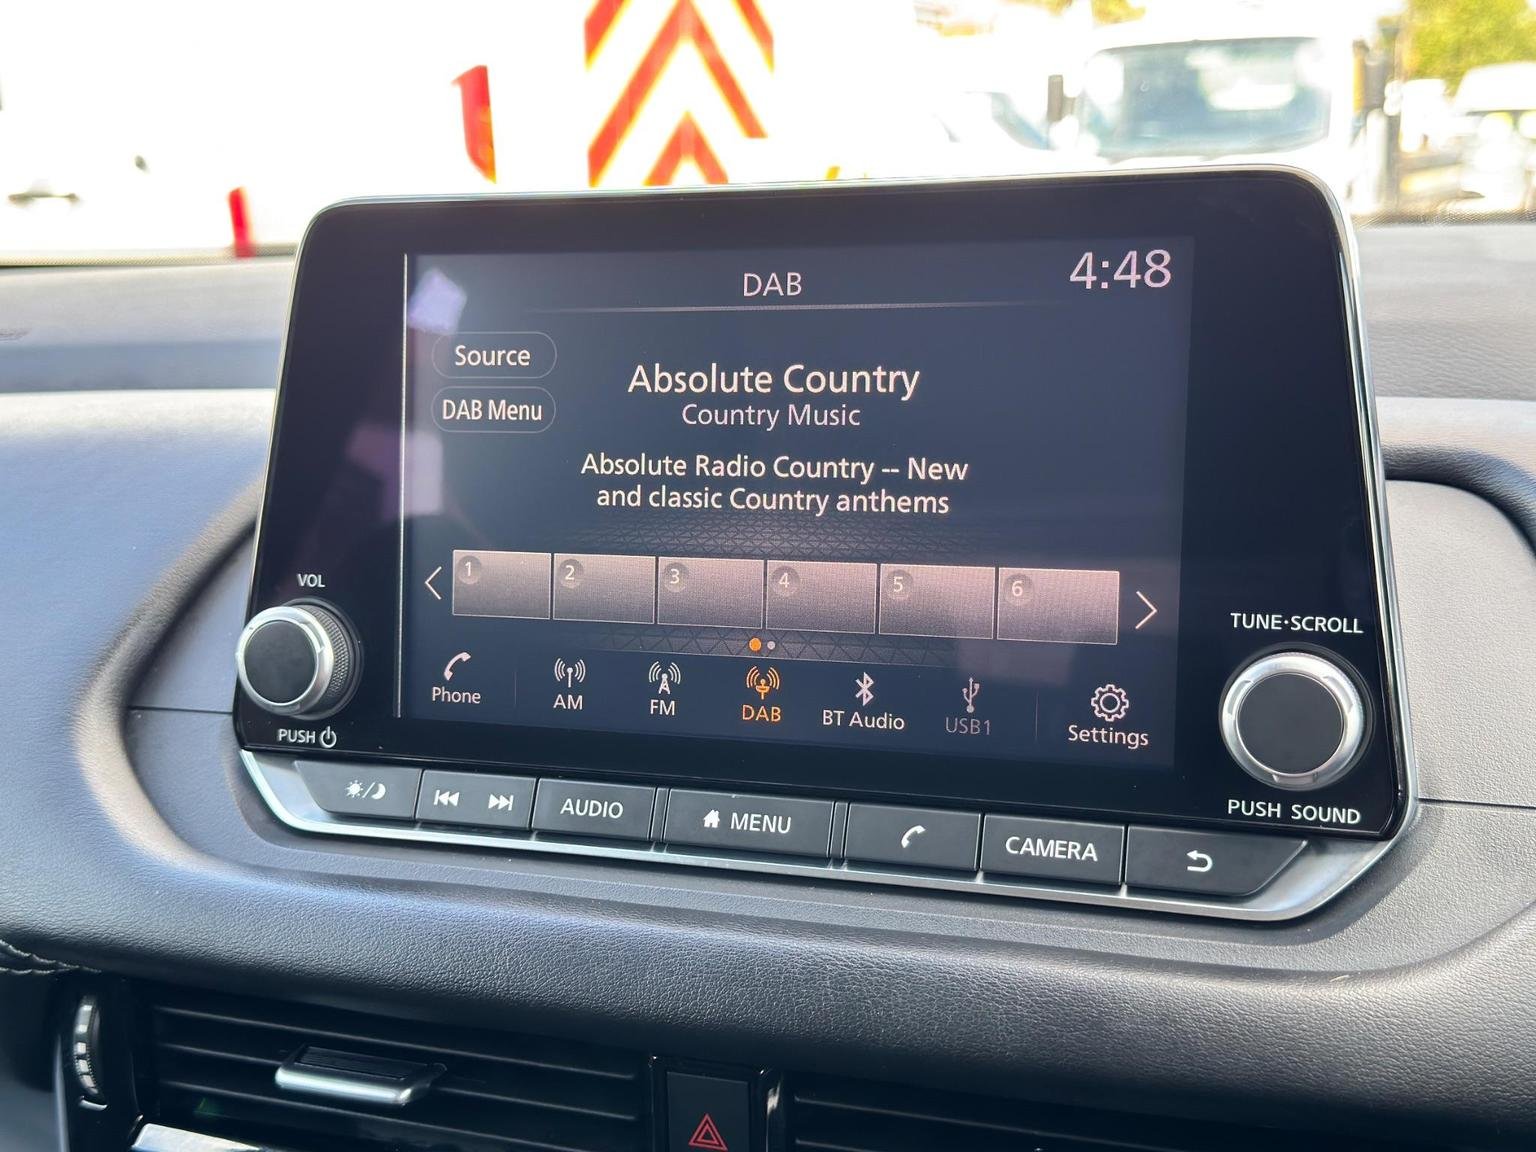 DAB
4:48
Source
DAB Menu
Absolute Country
Country Music
Absolute Radio Country -- New
and classic Country anthems
1 2 3 4 5 6
Phone
AM
FM
DAB
BT Audio
USB1
Settings
VOL
PUSH
TUNE·SCROLL
PUSH SOUND
AUDIO
MENU
CAMERA